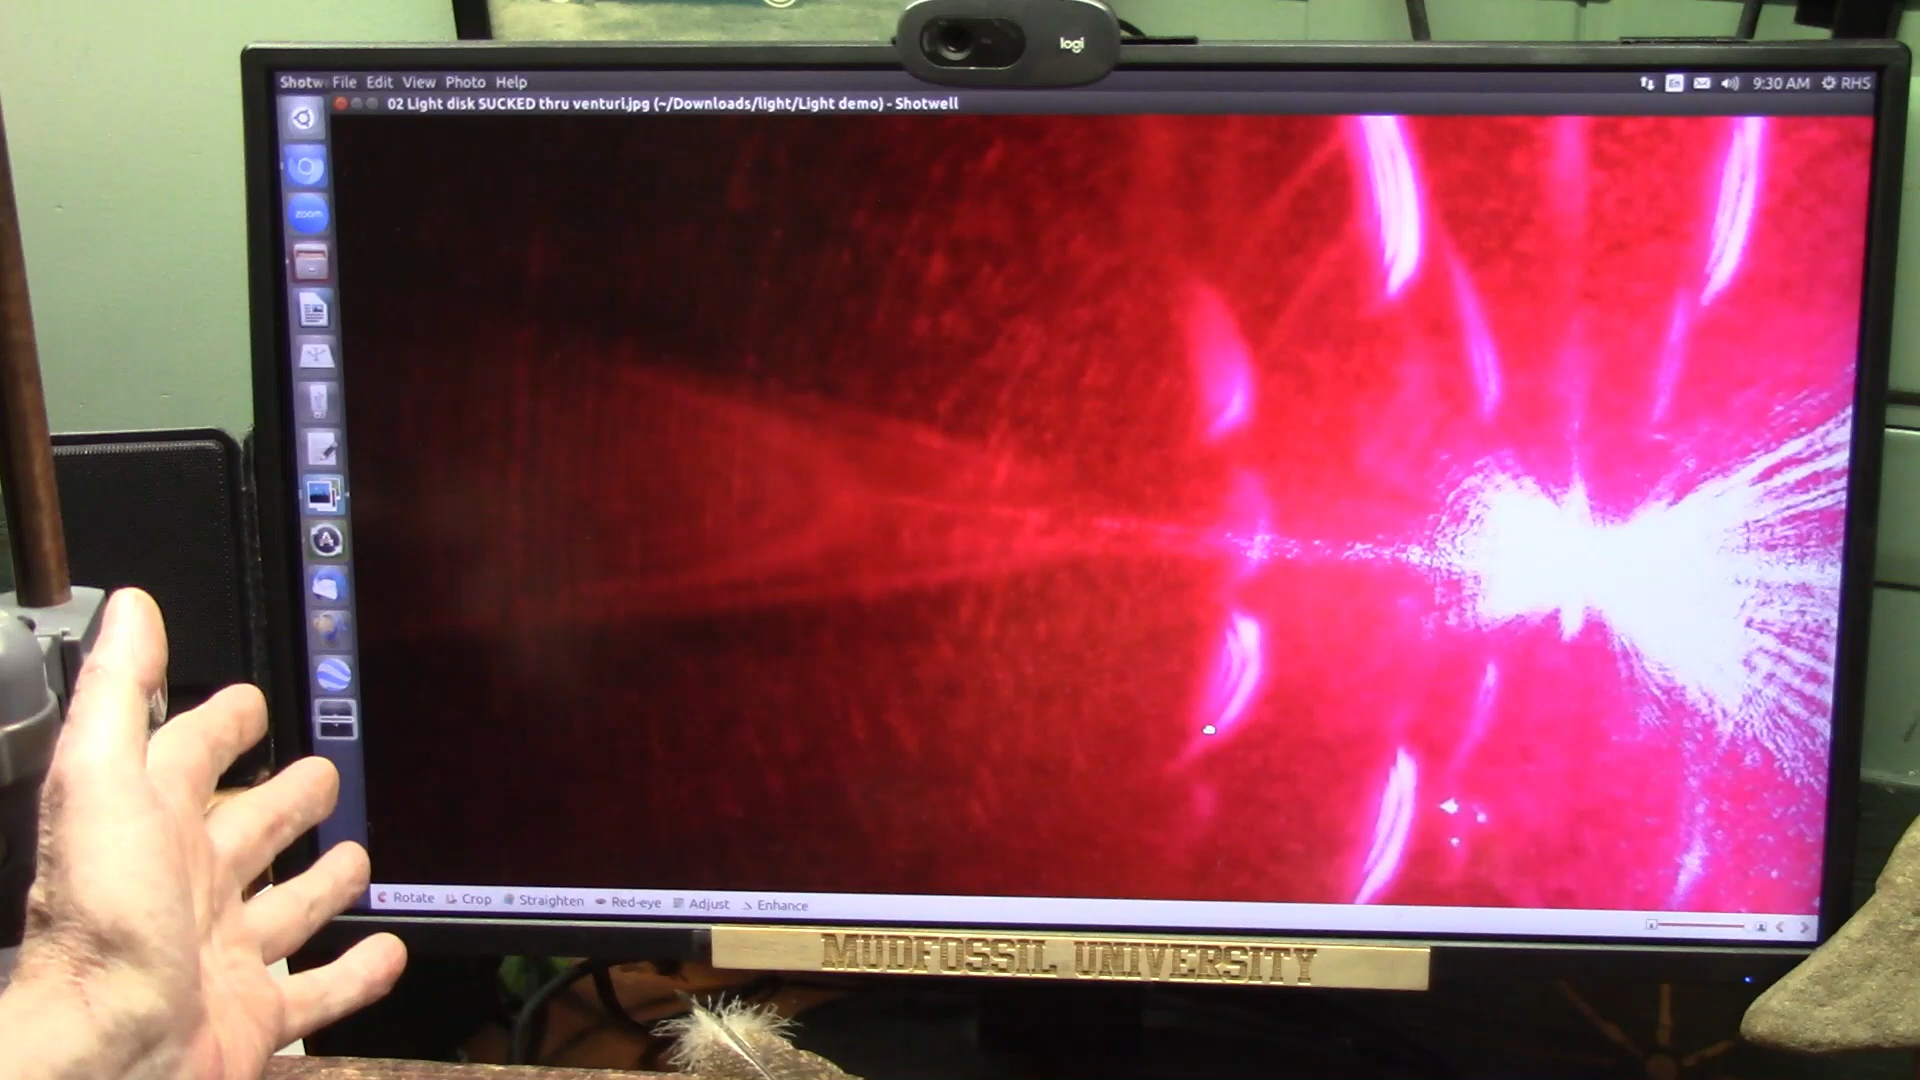 logi
Shotw File Edit View Photo Help
En 9:30 AM RHS
02 Light disk SUCKED thru venturi.jpg (~/Downloads/light/Light demo) - Shotwell
zoom
A
Rotate Crop Straighten Red-eye Adjust Enhance
MUDFOSSIL UNIVERSITY